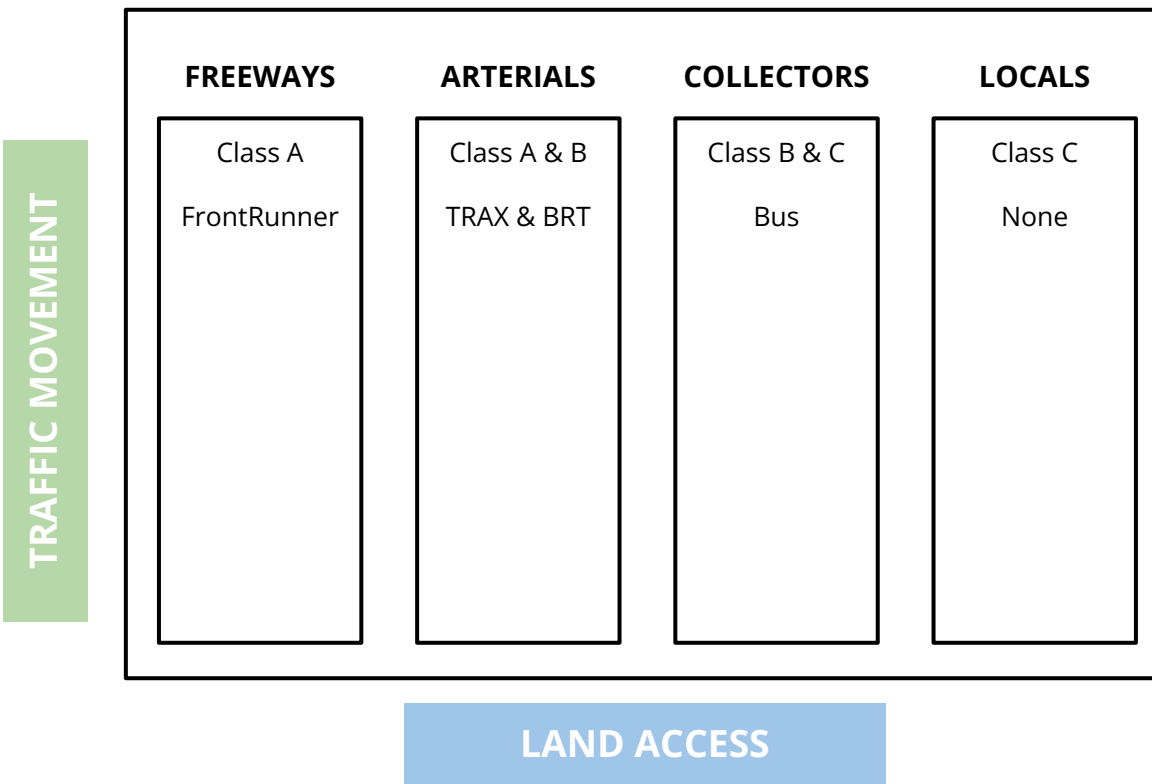 FREEWAYS
ARTERIALS
COLLECTORS
LOCALS
Class A
FrontRunner
Class A & B
TRAX & BRT
Class B & C
Bus
Class C
None
TRAFFIC MOVEMENT
LAND ACCESS